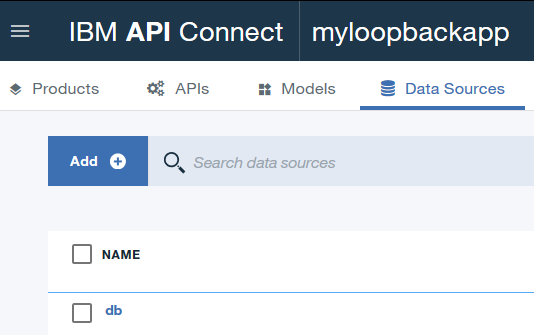 IBM API Connect myloopbackapp
Products APIs Models Data Sources
Add Search data sources
NAME
db